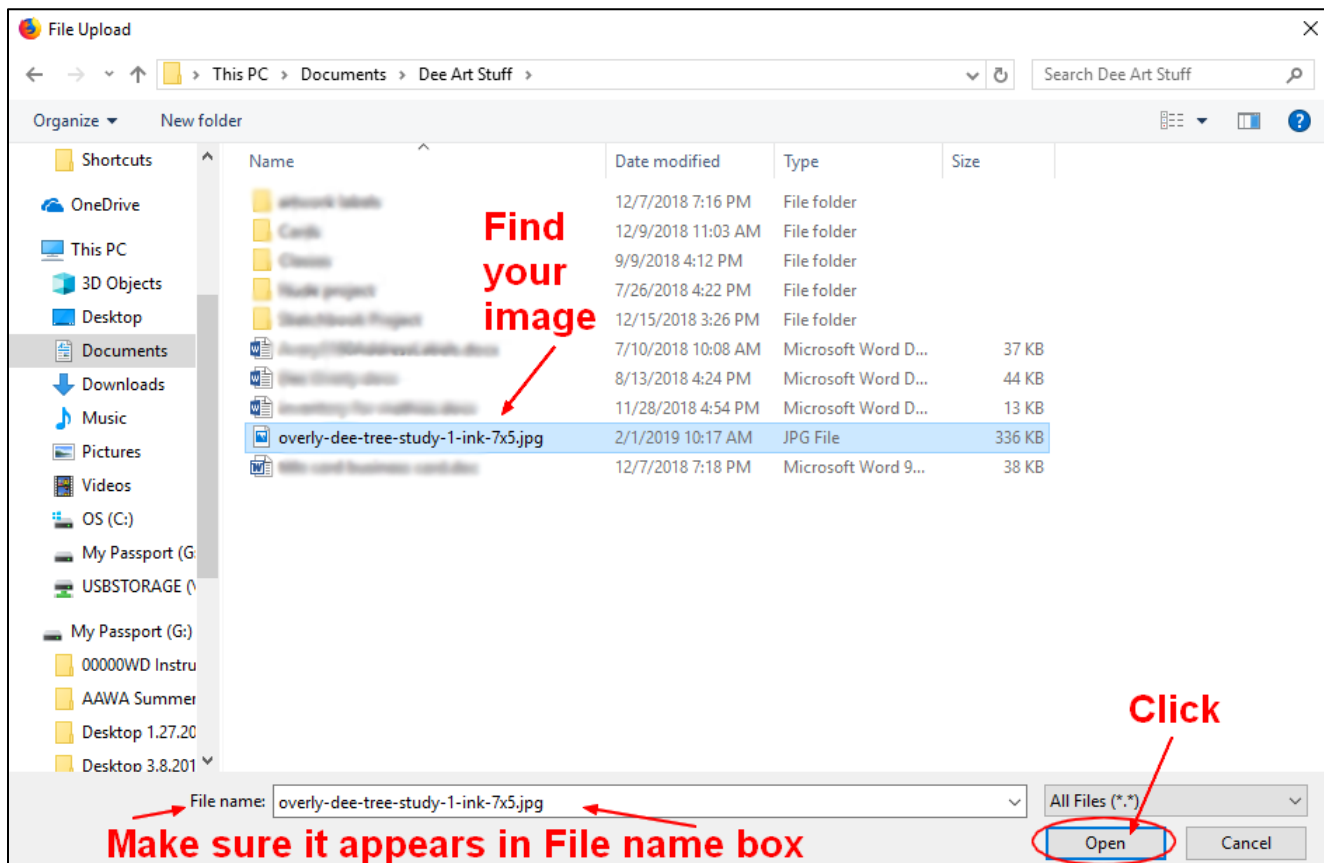 File Upload
This PC > Documents > Dee Art Stuff >
Search Dee Art Stuff
Organize
New folder
Name
Date modified
Type
Size
Shortcuts
OneDrive
This PC
3D Objects
Desktop
Documents
Downloads
Music
Pictures
Videos
OS (C:)
My Passport (G:
USBSTORAGE (
My Passport (G:)
00000WD Instru
AAWA Summer
Desktop 1.27.20
Desktop 3.8.201
12/7/2018 7:16 PM File folder
12/9/2018 11:03 AM File folder
9/9/2018 4:12 PM File folder
7/26/2018 4:22 PM File folder
12/15/2018 3:26 PM File folder
7/10/2018 10:08 AM Microsoft Word D... 37 KB
8/13/2018 4:24 PM Microsoft Word D... 44 KB
11/28/2018 4:54 PM Microsoft Word D... 13 KB
overly-dee-tree-study-1-ink-7x5.jpg 2/1/2019 10:17 AM JPG File 336 KB
12/7/2018 7:18 PM Microsoft Word 9... 38 KB
Find
your
image
Click
File name: overly-dee-tree-study-1-ink-7x5.jpg
All Files (*.*)
Make sure it appears in File name box
Open
Cancel